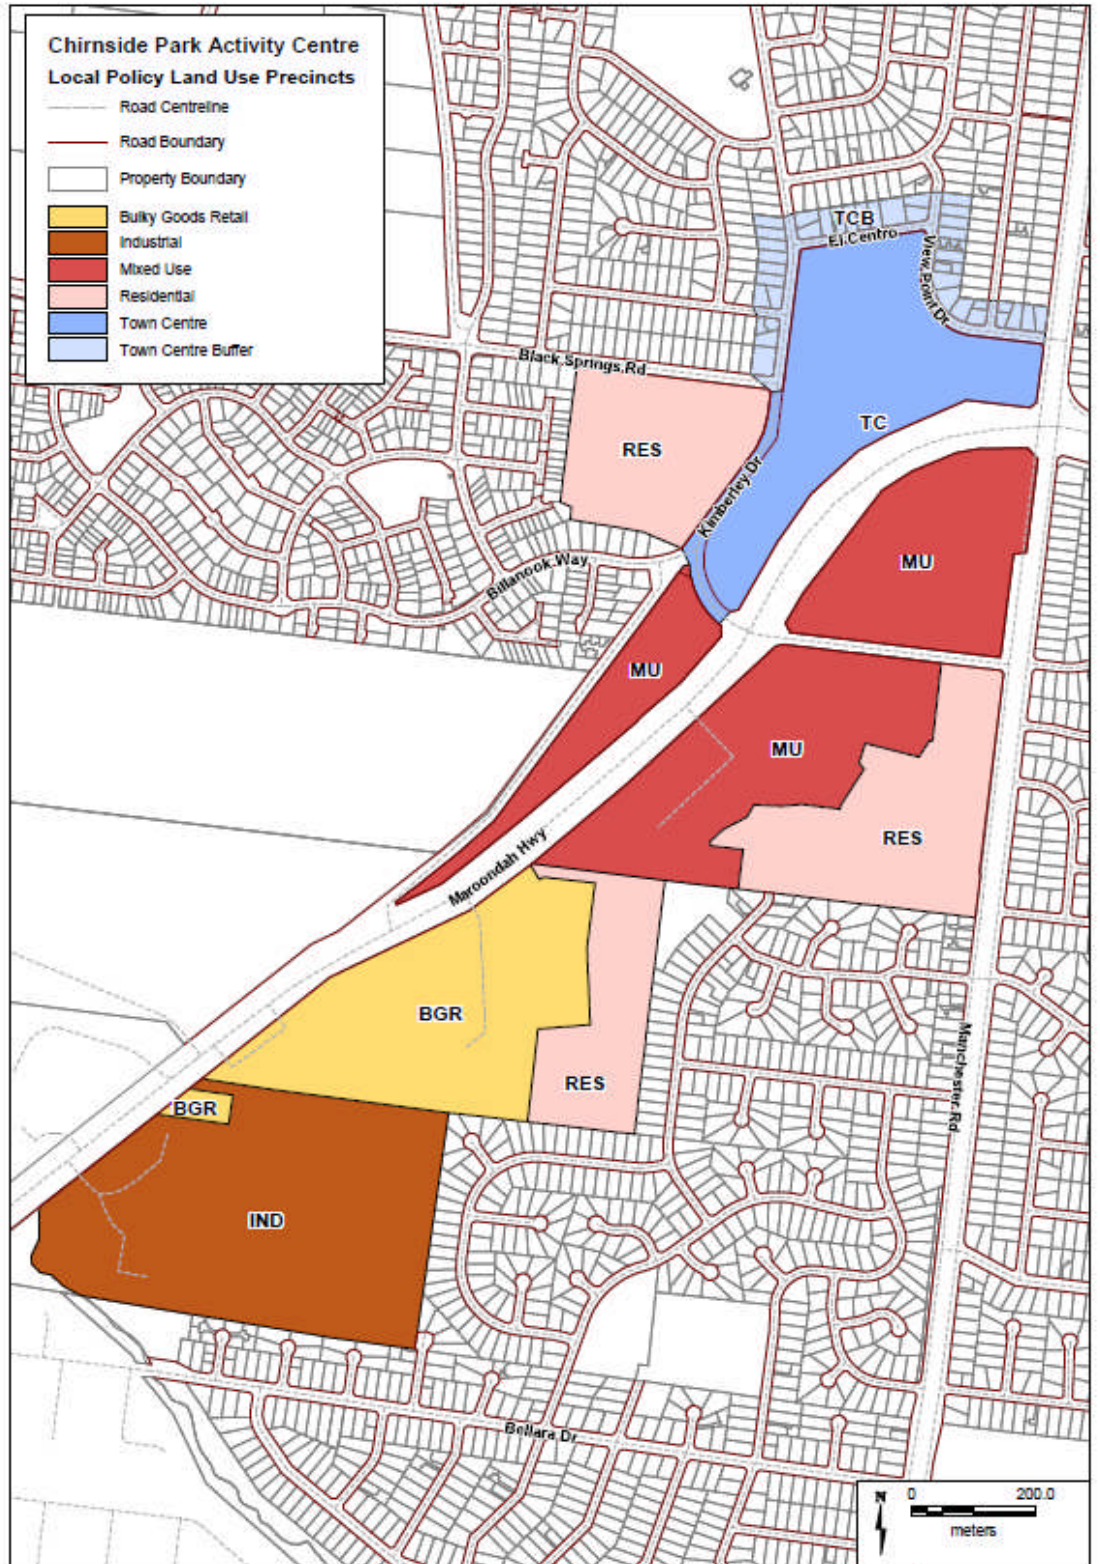 Chirnside Park Activity Centre
Local Policy Land Use Precincts
Road Centreline
Road Boundary
Property Boundary
Bulky Goods Retail
Industrial
Mixed Use
Residential
Town Centre
Town Centre Buffer
TCB
El Centro
View Point Dr
Black Springs Rd
TC
RES
Kimberley Dr
MU
Billanook Way
MU
MU
RES
Maroondah Hwy
BGR
Manchester Rd
RES
BGR
IND
Bellara Dr
N
0 200.0
meters